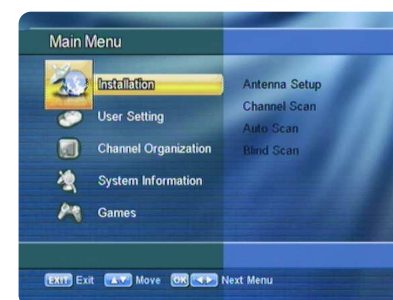 Main Menu
Installation
User Setting
Channel Organization
System Information
Games
Antenna Setup
Channel Scan
Auto Scan
Blind Scan
EXIT Exit ▲▼ Move OK ◄► Next Menu